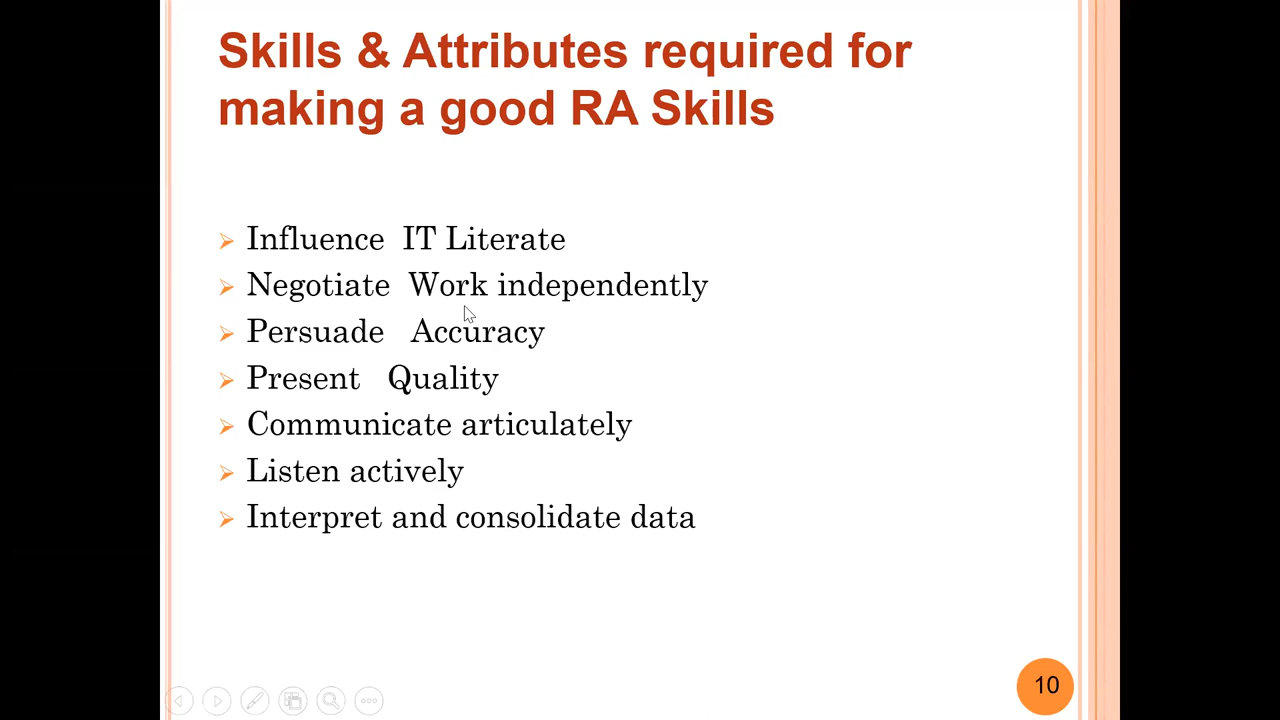 Skills & Attributes required for
making a good RA Skills
Influence  IT Literate
Negotiate  Work independently
Persuade   Accuracy
Present   Quality
Communicate articulately
Listen actively
Interpret and consolidate data
10